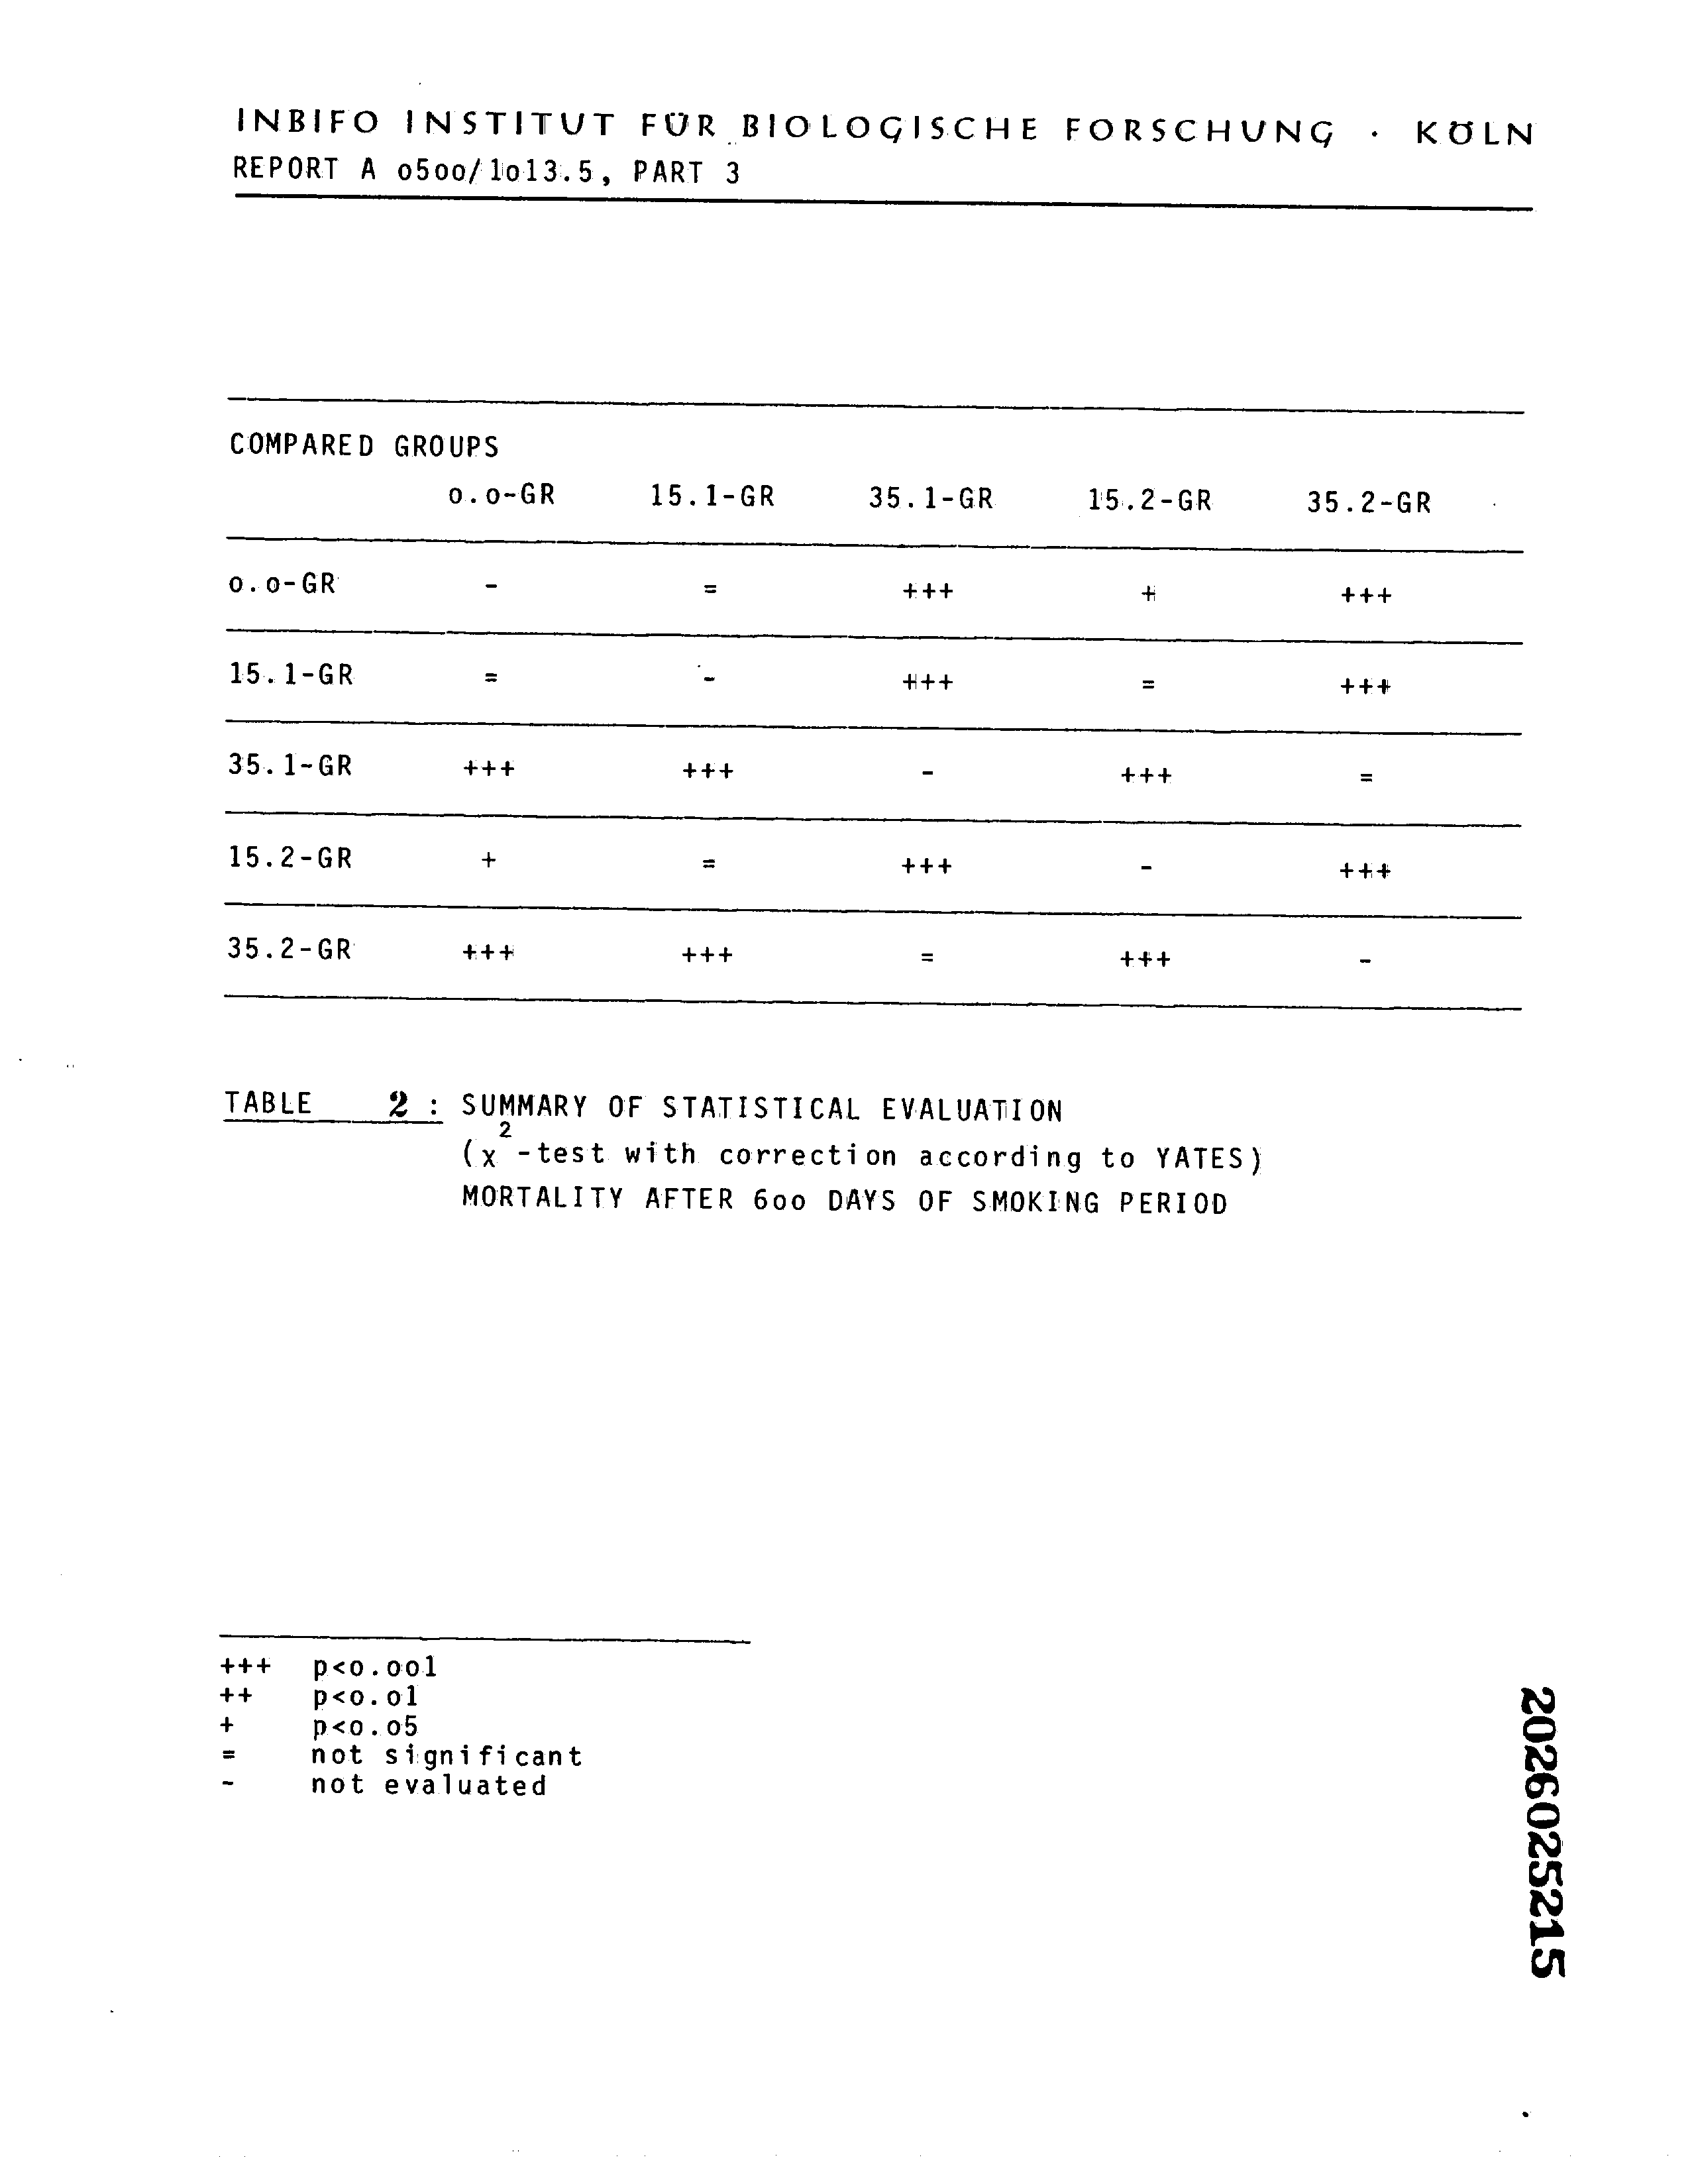 INBIFO INSTITUT FÜR BIOLOGISCHE FORSCHUNG · KÖLN
REPORT A o5oo/1o13.5, PART 3
COMPARED GROUPS
o.o-GR 15.1-GR 35.1-GR 15.2-GR 35.2-GR
o.o-GR - = +++ + +++
15.1-GR = - +++ = +++
35.1-GR +++ +++ - +++ =
15.2-GR + = +++ - +++
35.2-GR +++ +++ = +++ -
TABLE 2 : SUMMARY OF STATISTICAL EVALUATION
(x²-test with correction according to YATES)
MORTALITY AFTER 6oo DAYS OF SMOKING PERIOD
+++ p<o.oo1
++ p<o.o1
+ p<o.o5
= not significant
- not evaluated
2026025215